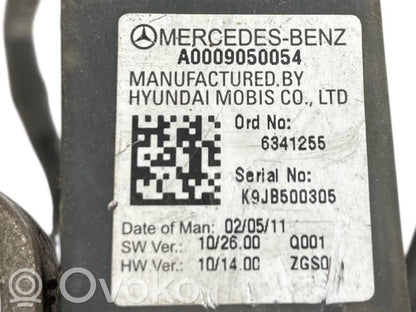 MERCEDES-BENZ
A0009050054
MANUFACTURED.BY
HYUNDAI MOBIS CO., LTD
Ord No:
6341255
Serial No:
K9JB500305
Date of Man: 02/05/11
SW Ver.: 10/26.00 Q001
HW Ver.: 10/14.00 ZGS0
Ovoko